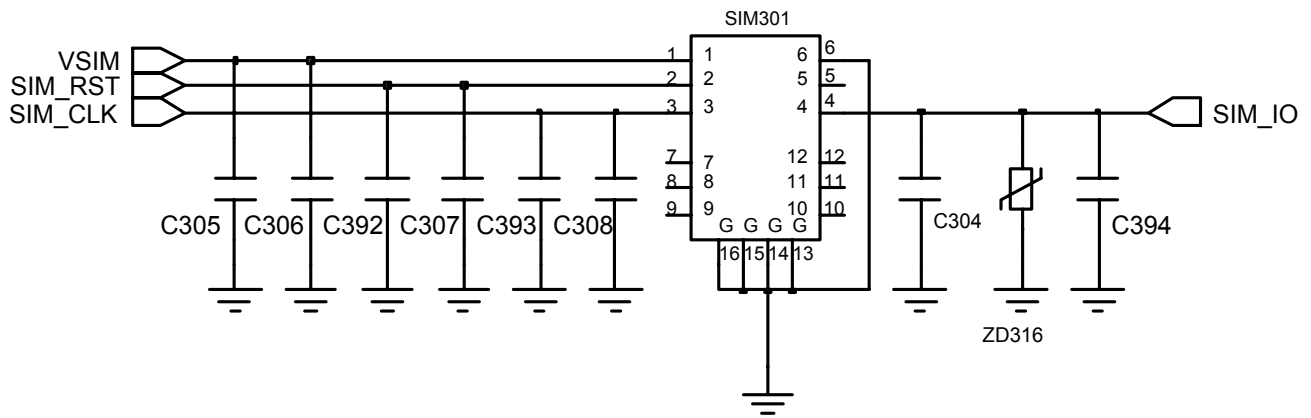 SIM301
VSIM 1 1 6 6
SIM_RST 2 2 5 5
SIM_CLK 3 3 4 4 SIM_IO
7 7 12 12
8 8 11 11
9 9 10 10
C305 C306 C392 C307 C393 C308 G G G G C304 C394
16 15 14 13
ZD316